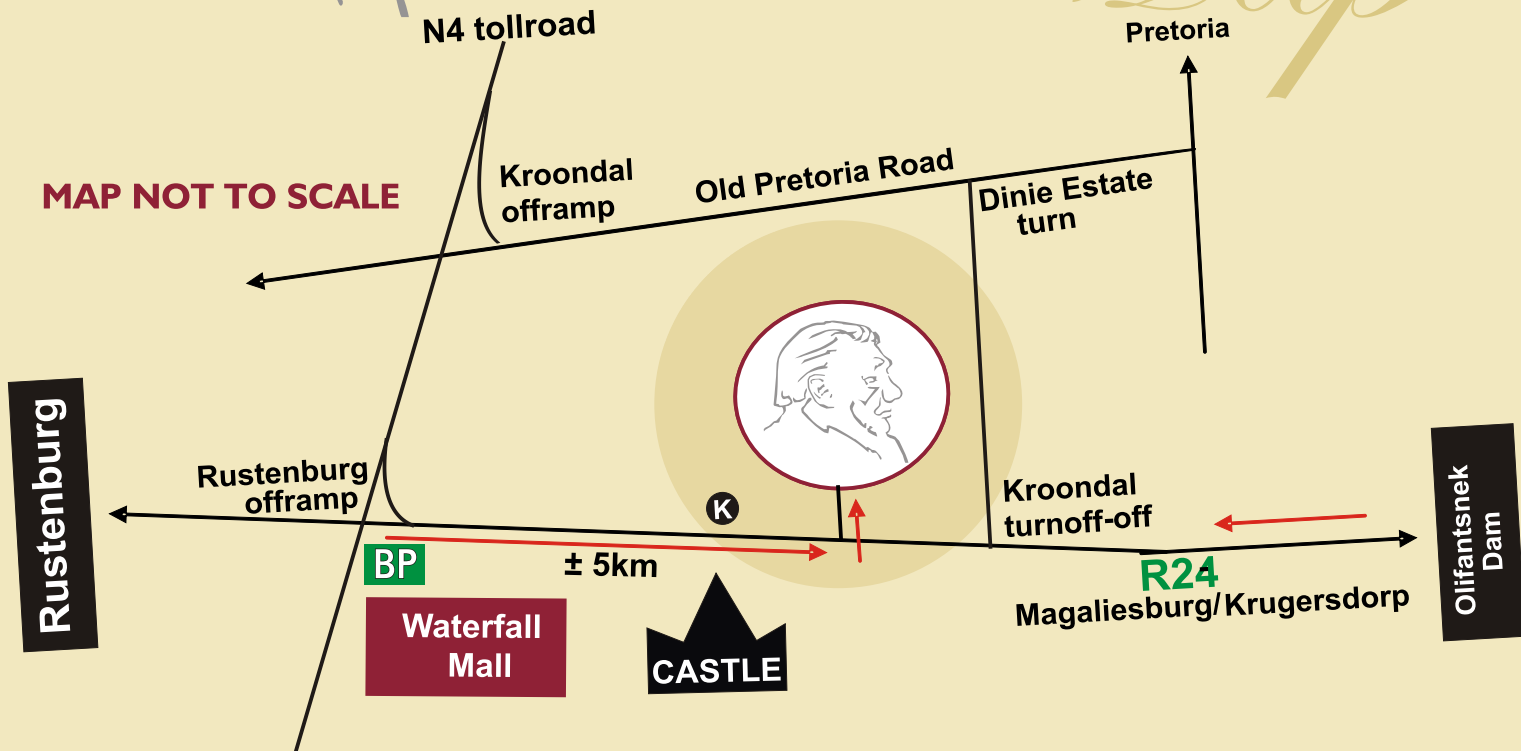 N4 tollroad
Pretoria
MAP NOT TO SCALE
Kroondal
offramp
Old Pretoria Road
Dinie Estate
turn
Rustenburg
Rustenburg
offramp
K
Kroondal
turnoff-off
Olifantsnek
Dam
BP
± 5km
R24
Magaliesburg/Krugersdorp
Waterfall
Mall
CASTLE